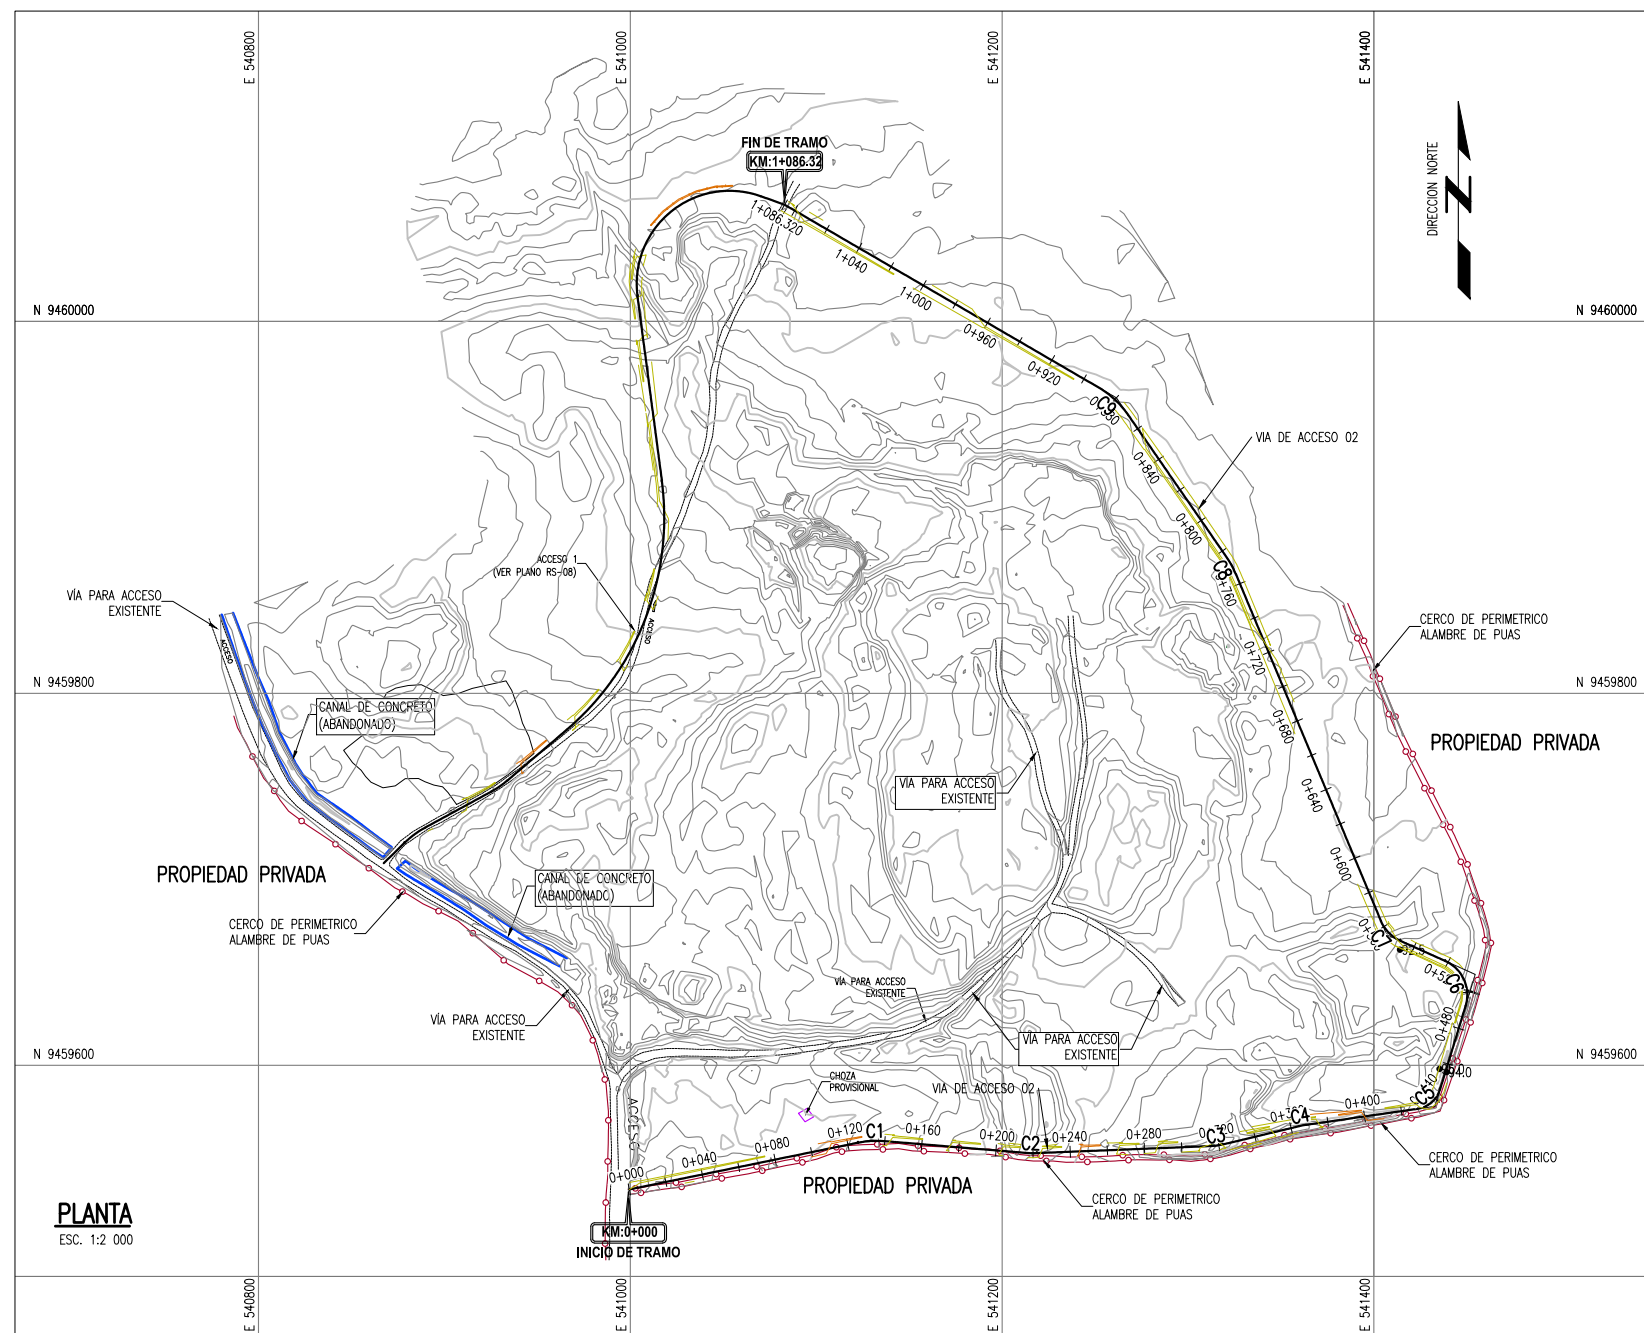 E 540800
E 541000
E 541200
E 541400
FIN DE TRAMO
KM:1+086.32
DIRECCION NORTE
N
1+086.320
1+040
1+000
0+960
0+920
C9
N 9460000
N 9460000
VIA DE ACCESO 02
0+840
0+800
C8
0+760
0+720
0+680
0+640
0+600
ACCESO 1
(VER PLANO RS-08)
VÍA PARA ACCESO
EXISTENTE
ACCESO
ACCESO
CERCO DE PERIMETRICO
ALAMBRE DE PUAS
N 9459800
N 9459800
CANAL DE CONCRETO
(ABANDONADO)
PROPIEDAD PRIVADA
VÍA PARA ACCESO
EXISTENTE
PROPIEDAD PRIVADA
CANAL DE CONCRETO
(ABANDONADO)
CERCO DE PERIMETRICO
ALAMBRE DE PUAS
C7
C6
0+480
VÍA PARA ACCESO
EXISTENTE
VÍA PARA ACCESO
EXISTENTE
VÍA PARA ACCESO
EXISTENTE
N 9459600
N 9459600
CHOZA
PROVISIONAL
VIA DE ACCESO 02
ACCESO
C5
0+400
C4
C3
0+280
0+240
C2
0+200
0+160
C1
0+120
0+080
0+040
0+000
CERCO DE PERIMETRICO
ALAMBRE DE PUAS
PROPIEDAD PRIVADA
CERCO DE PERIMETRICO
ALAMBRE DE PUAS
PLANTA
ESC. 1:2 000
KM:0+000
INICIO DE TRAMO
E 540800
E 541000
E 541200
E 541400